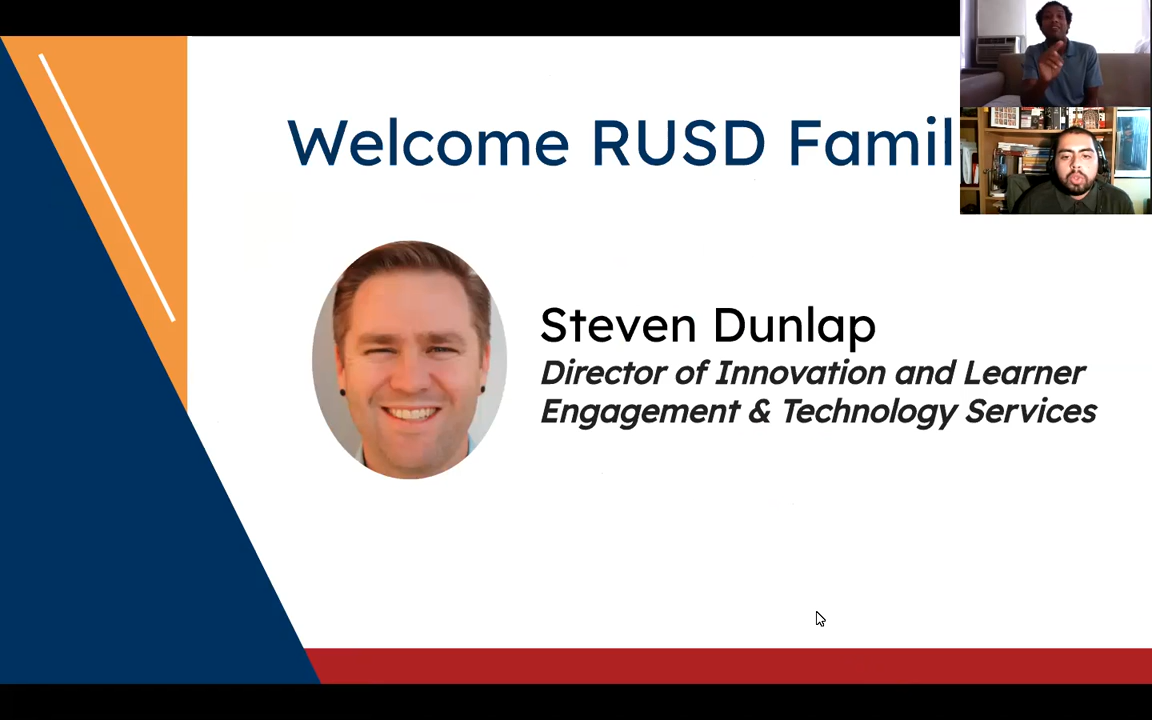 Welcome RUSD Famil
Steven Dunlap
Director of Innovation and Learner
Engagement & Technology Services